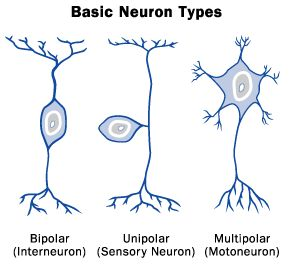 Basic Neuron Types
Bipolar
(Interneuron)
Unipolar
(Sensory Neuron)
Multipolar
(Motoneuron)